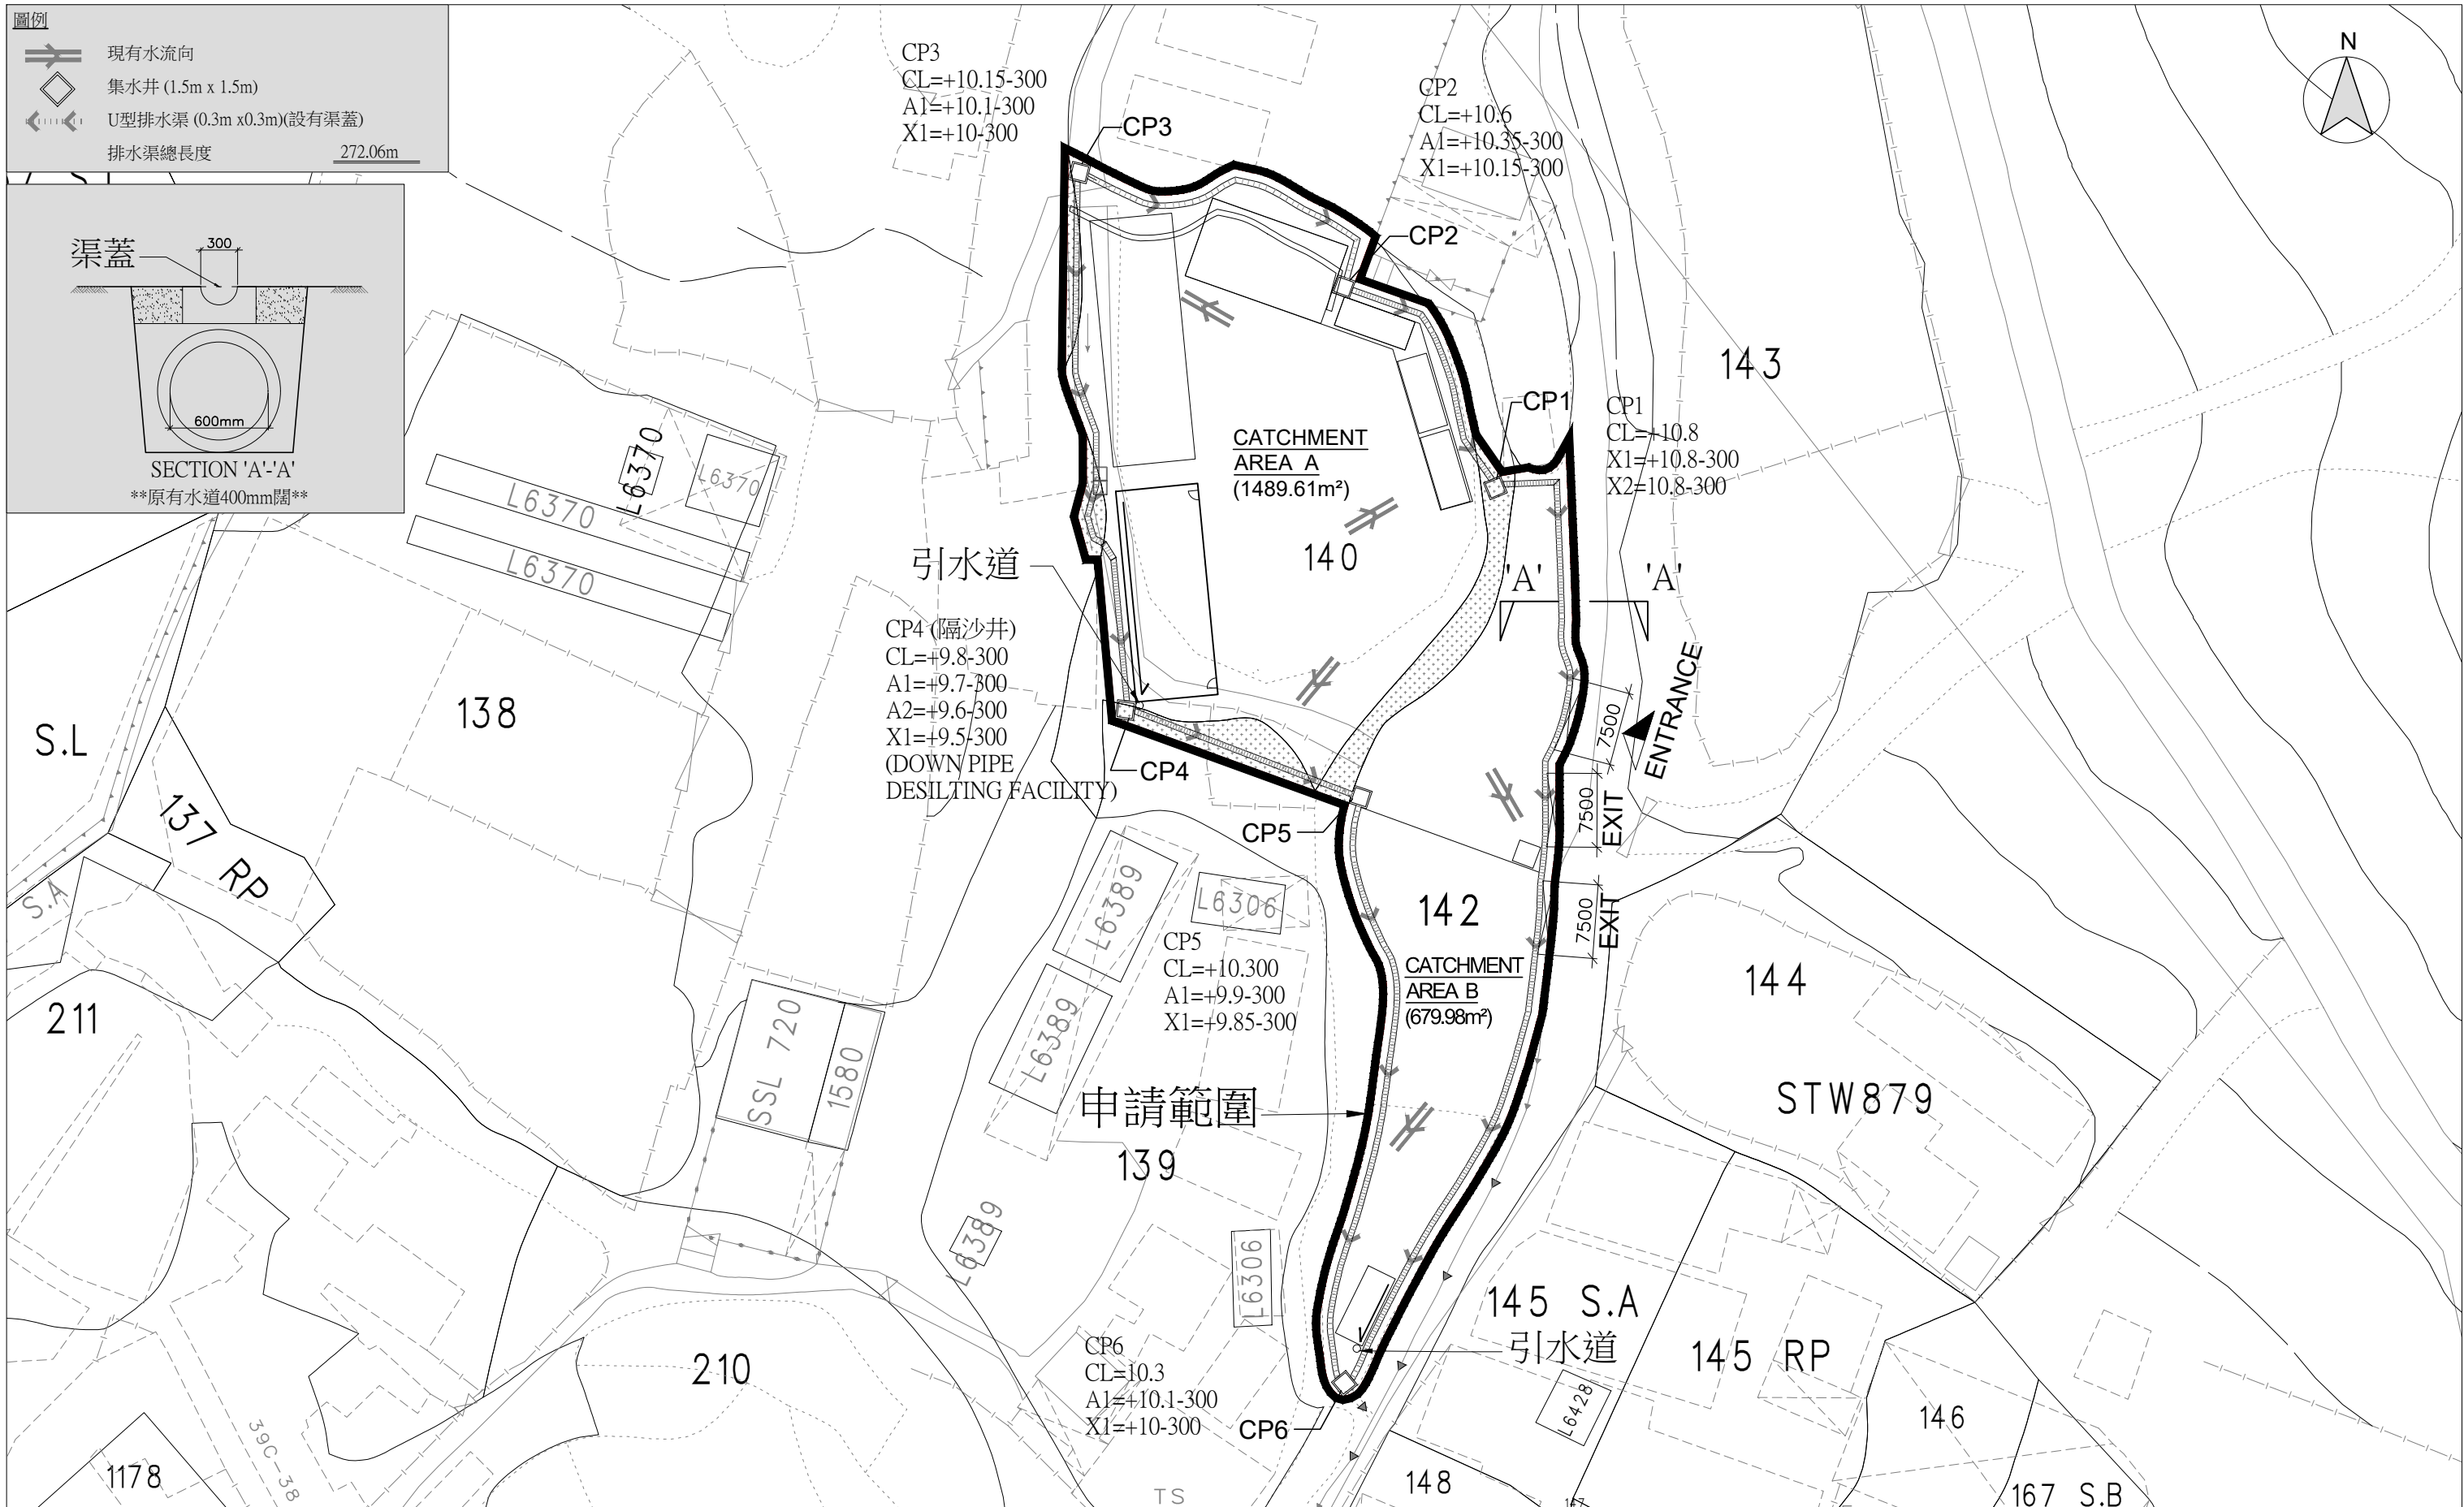 圖例
現有水流向
集水井 (1.5m x 1.5m)
U型排水渠 (0.3m x0.3m)(設有渠蓋)
排水渠總長度 272.06m
渠蓋
300
600mm
SECTION 'A'-'A'
**原有水道400mm闊**
N
CP3
CL=+10.15-300
A1=+10.1-300
X1=+10-300
CP3
CP2
CL=+10.6
A1=+10.35-300
X1=+10.15-300
CP2
CP1
CP1
CL=+10.8
X1=+10.8-300
X2=10.8-300
143
CATCHMENT
AREA A
(1489.61m²)
140
L6370
L6370
L6370
L6370
引水道
'A'
'A'
CP4 (隔沙井)
CL=+9.8-300
A1=+9.7-300
A2=+9.6-300
X1=+9.5-300
(DOWN PIPE
DESILTING FACILITY)
CP4
138
S.L
137 RP
S.A
7500
ENTRANCE
7500
EXIT
7500
EXIT
CP5
L6389
L6306
142
CP5
CL=+10.300
A1=+9.9-300
X1=+9.85-300
CATCHMENT
AREA B
(679.98m²)
144
211
SSL 720
1580
L6389
申請範圍
STW879
139
L6389
L6306
145 S.A
引水道
145 RP
210
CP6
CL=10.3
A1=+10.1-300
X1=+10-300
CP6
L6428
146
39C-38
1178
148
TS
147
167 S.B